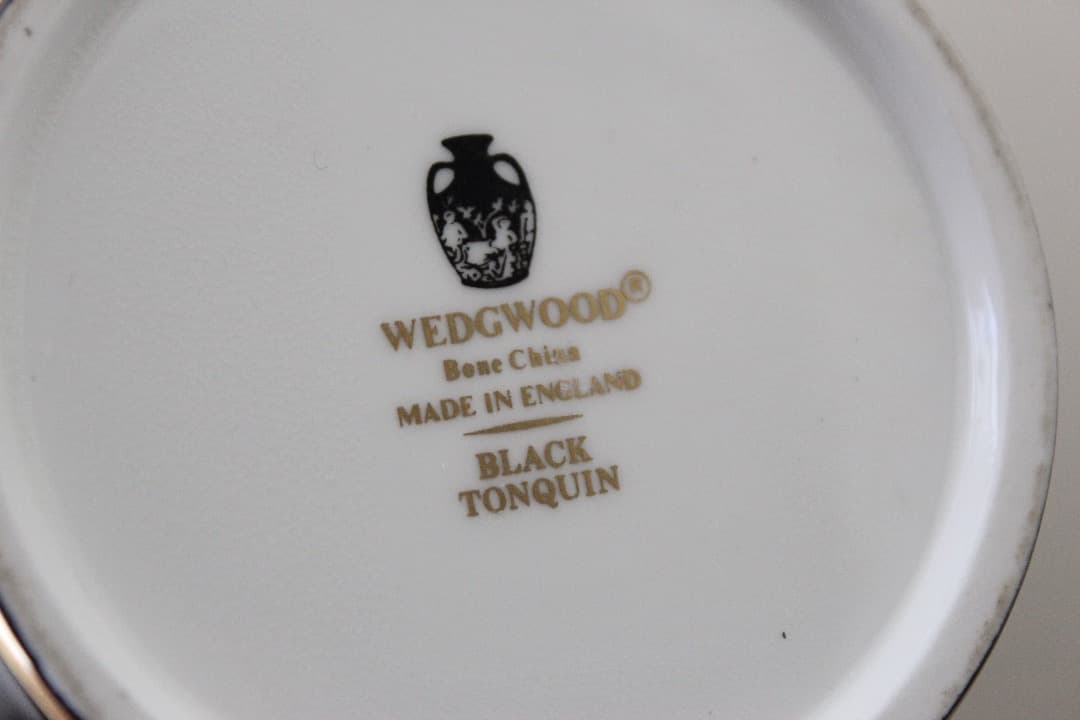 WEDGWOOD®
Bone China
MADE IN ENGLAND
BLACK
TONQUIN